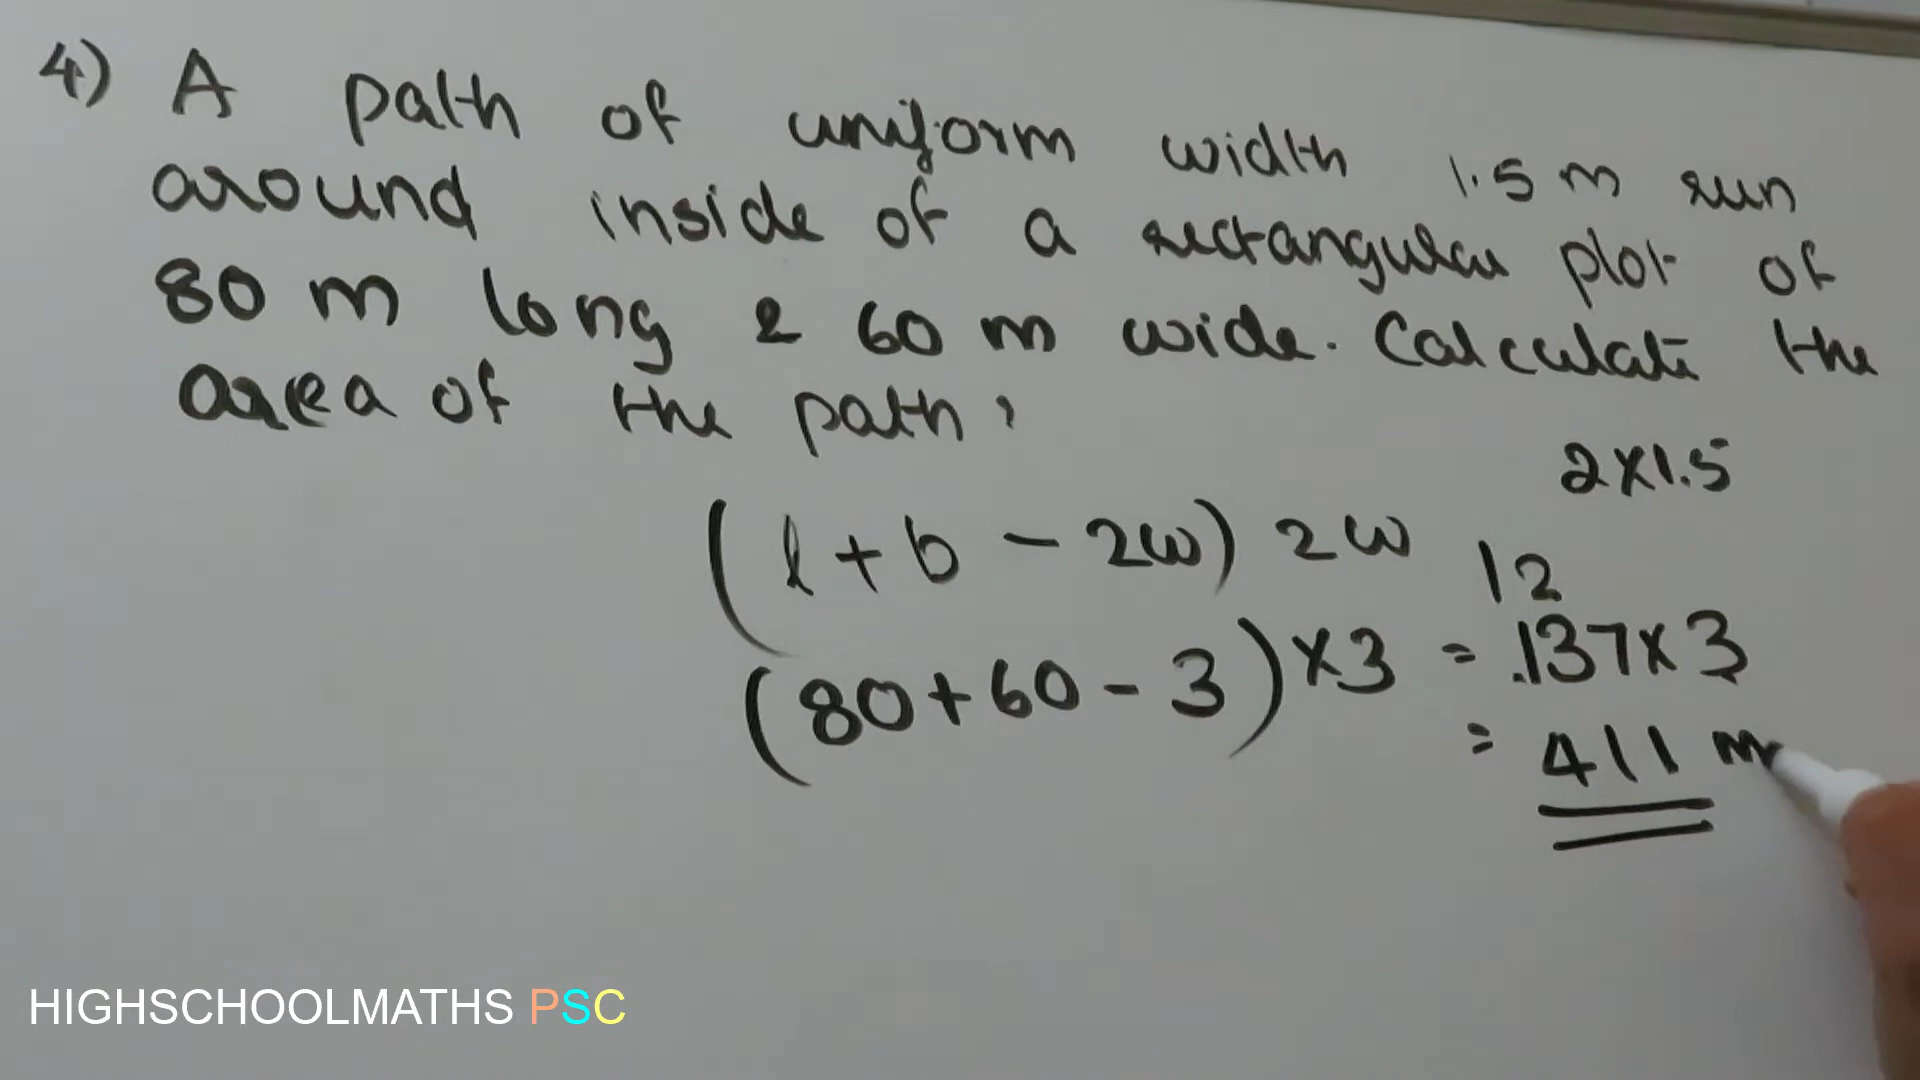 4) A path of uniform width 1.5 m run
around inside of a rectangular plot of
80 m long & 60 m wide. Calculate the
area of the path.
2x1.5
(l + b - 2w) 2w
12
(80+60-3)x3 = 137x3
= 411 m
HIGHSCHOOLMATHS PSC